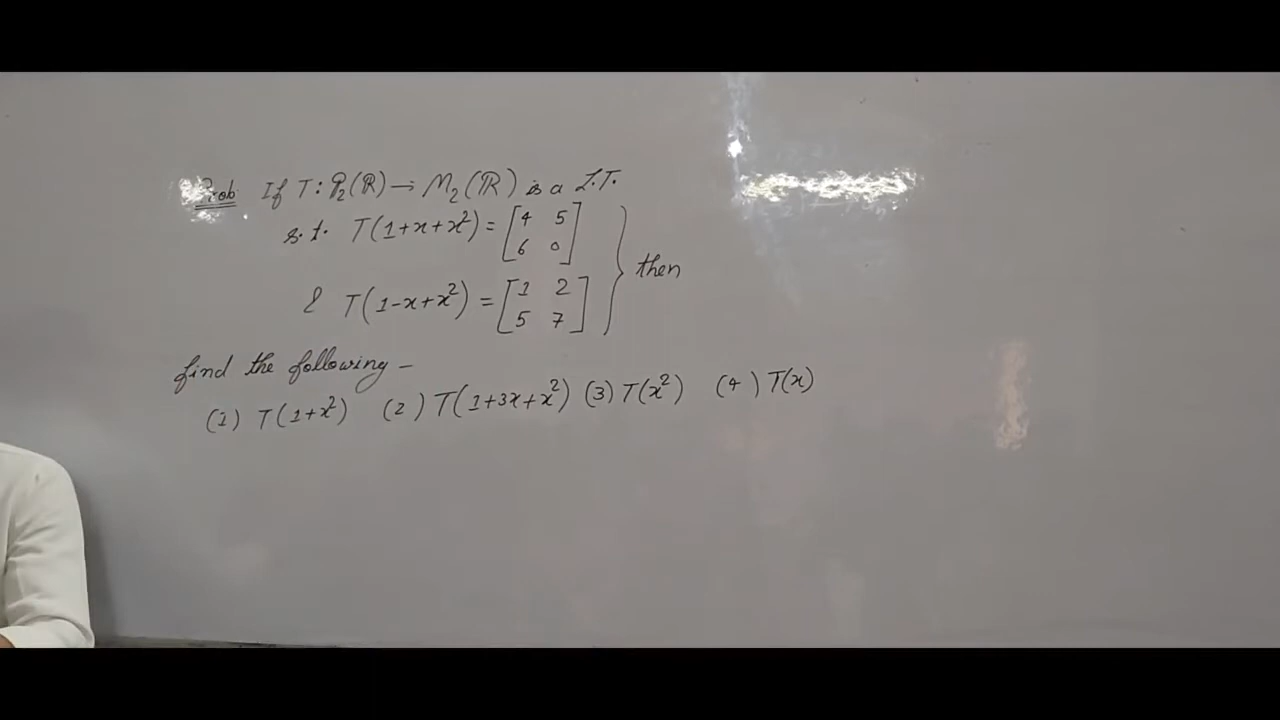 Prob If T: P₂(ℝ) → M₂(ℝ) is a L.T.
s.t. T(1+x+x²) = [4 5
6 0]
& T(1-x+x²) = [1 2
5 7] } then
find the following –
(1) T(1+x²) (2) T(1+3x+x²) (3) T(x²) (4) T(x)